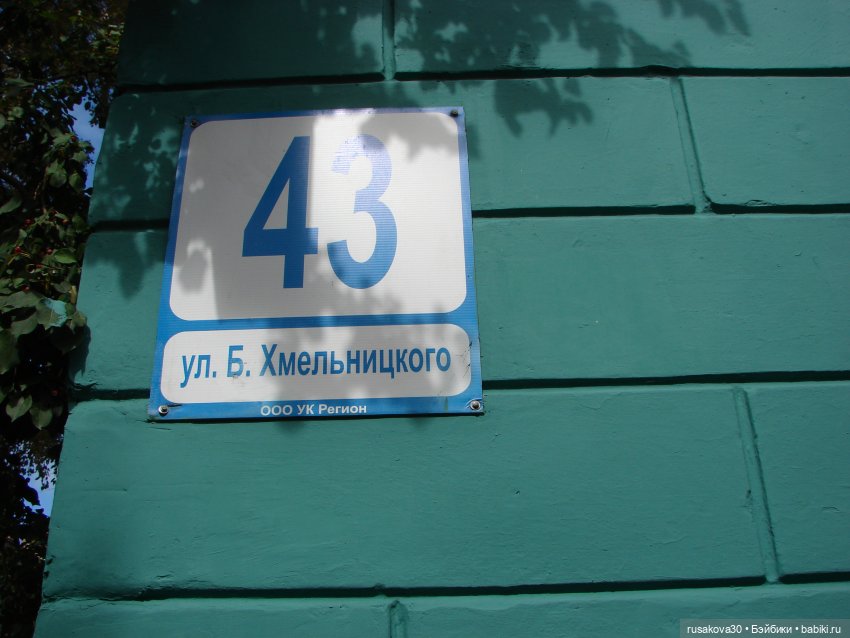 43
ул. Б. Хмельницкого
ООО УК Регион
rusakova30 • Бэйбики • babiki.ru